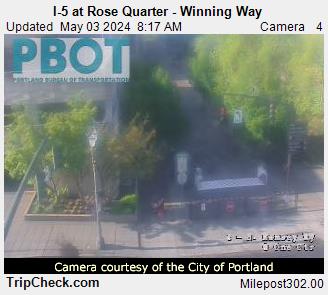 I-5 at Rose Quarter - Winning Way
Updated May 03 2024 8:17 AM Camera 4
PBOT
PORTLAND BUREAU OF TRANSPORTATION
Camera courtesy of the City of Portland
TripCheck.com Milepost302.00